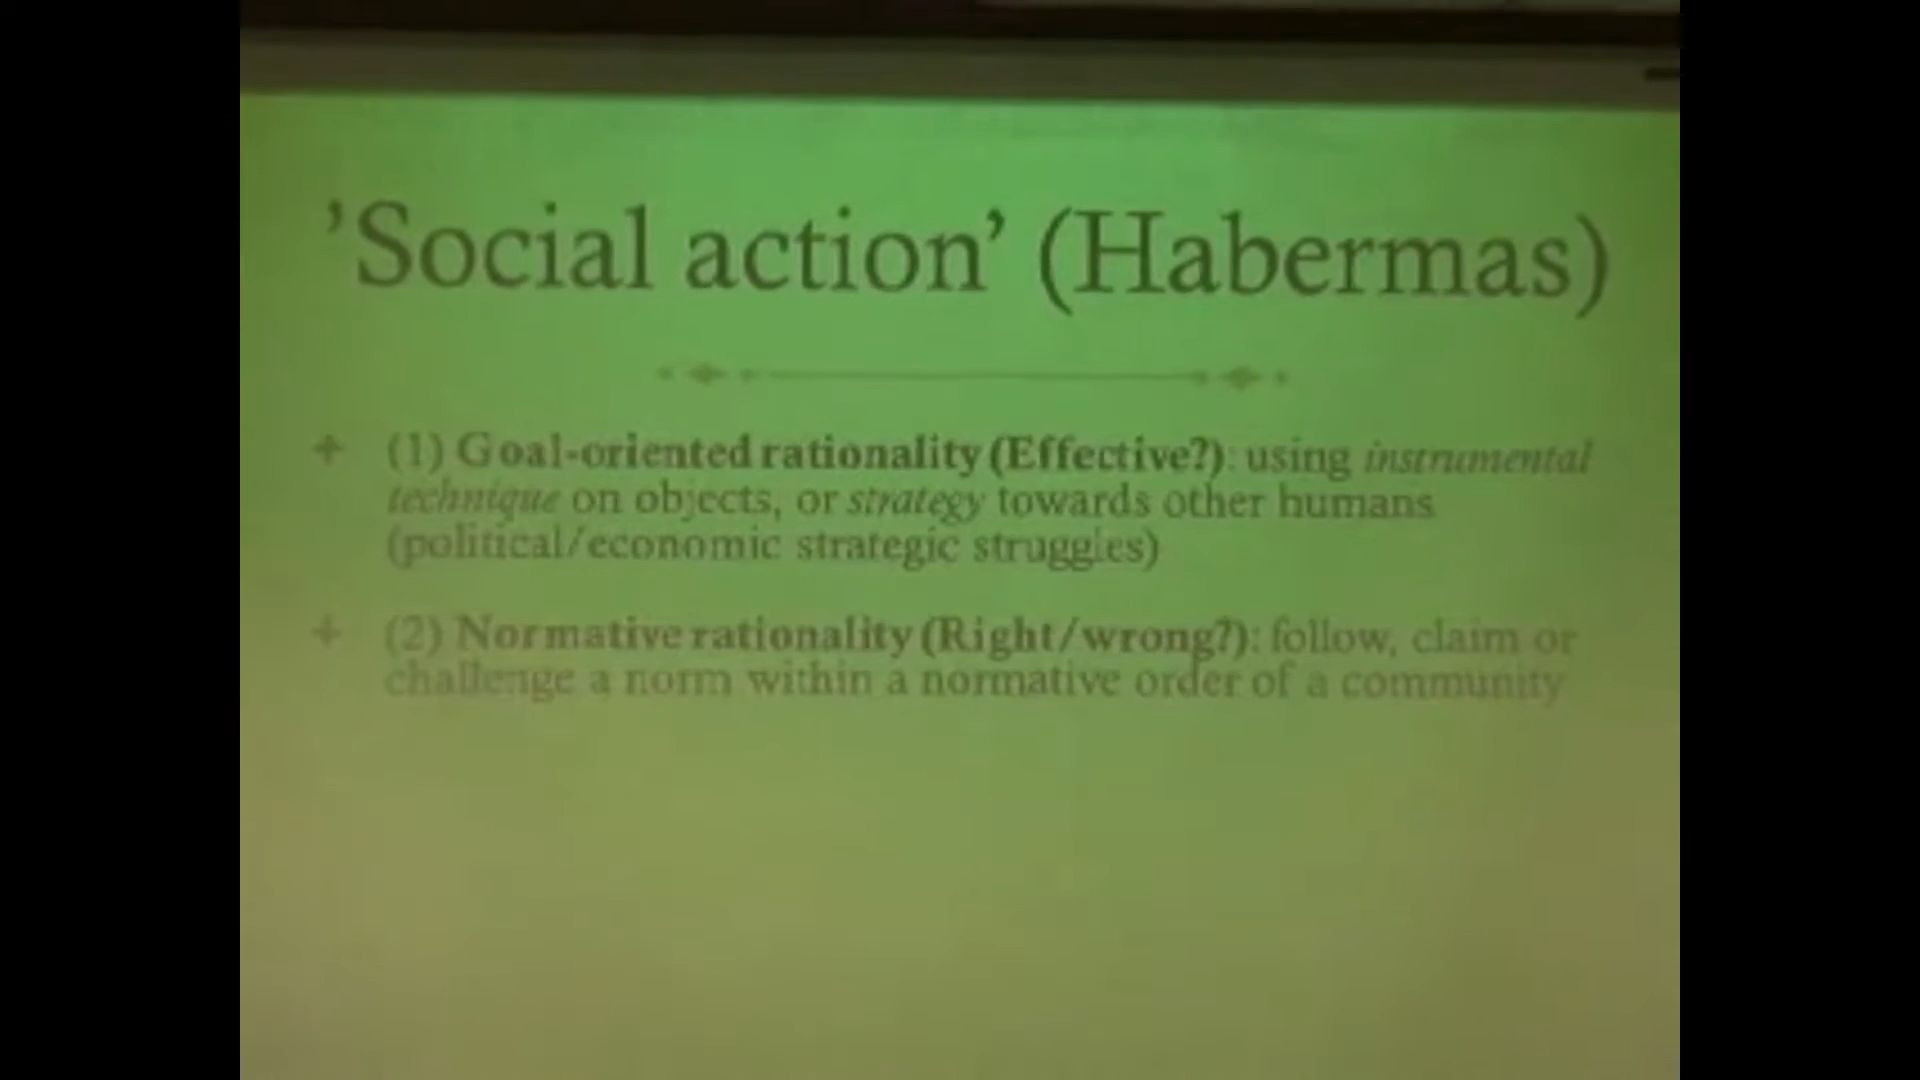 ’Social action’ (Habermas)
(1) Goal-oriented rationality (Effective?): using instrumental
technique on objects, or strategy towards other humans
(political/economic strategic struggles)
(2) Normative rationality (Right/wrong?): follow, claim or
challenge a norm within a normative order of a community